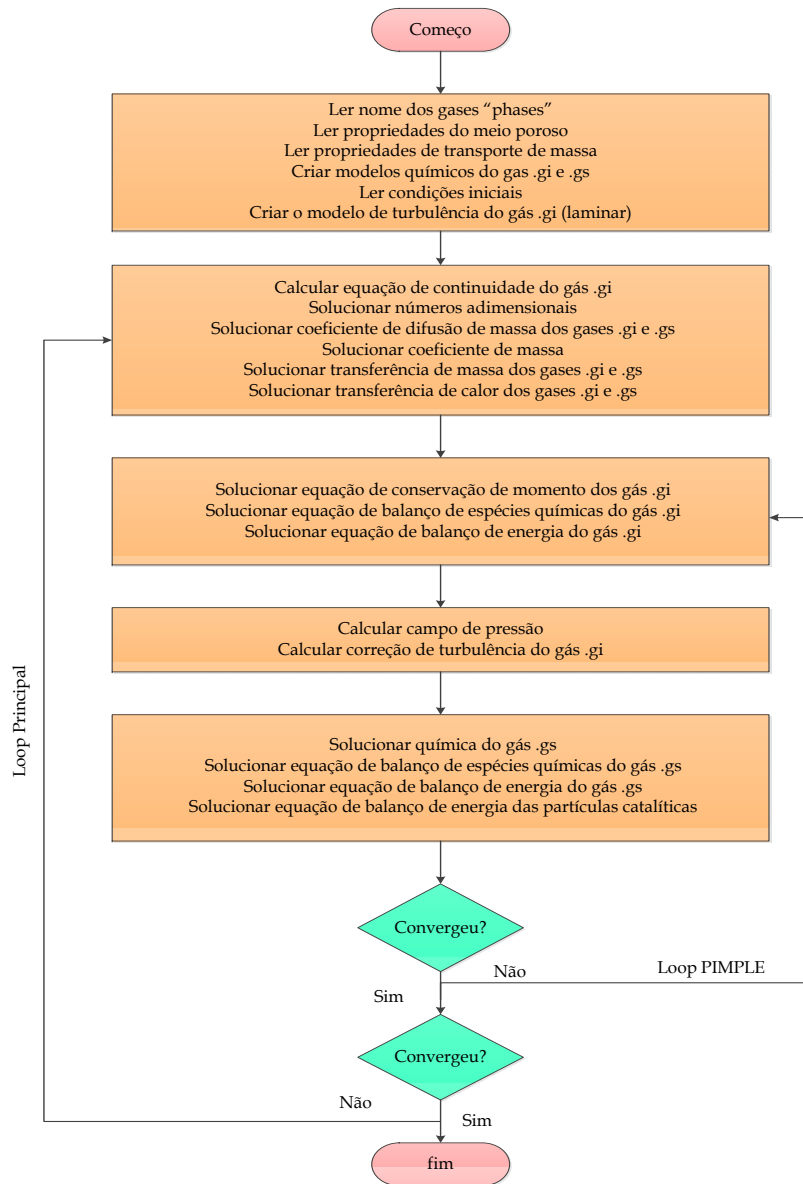 Começo
Ler nome dos gases “phases”
Ler propriedades do meio poroso
Ler propriedades de transporte de massa
Criar modelos químicos do gas .gi e .gs
Ler condições iniciais
Criar o modelo de turbulência do gás .gi (laminar)
Calcular equação de continuidade do gás .gi
Solucionar números adimensionais
Solucionar coeficiente de difusão de massa dos gases .gi e .gs
Solucionar coeficiente de massa
Solucionar transferência de massa dos gases .gi e .gs
Solucionar transferência de calor dos gases .gi e .gs
Solucionar equação de conservação de momento dos gás .gi
Solucionar equação de balanço de espécies químicas do gás .gi
Solucionar equação de balanço de energia do gás .gi
Calcular campo de pressão
Calcular correção de turbulência do gás .gi
Loop Principal
Solucionar química do gás .gs
Solucionar equação de balanço de espécies químicas do gás .gs
Solucionar equação de balanço de energia do gás .gs
Solucionar equação de balanço de energia das partículas catalíticas
Convergeu?
Não
Loop PIMPLE
Sim
Convergeu?
Não
Sim
fim